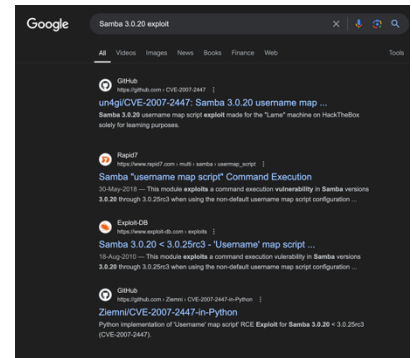 Google
Samba 3.0.20 exploit
All Videos Images News Books Finance Web Tools
GitHub
https://github.com › CVE-2007-2447
un4gi/CVE-2007-2447: Samba 3.0.20 username map ...
Samba 3.0.20 username map script exploit made for the "Lame" machine on HackTheBox
solely for learning purposes.
Rapid7
https://www.rapid7.com › multi › samba › usermap_script
Samba "username map script" Command Execution
30-May-2018 — This module exploits a command execution vulnerability in Samba versions
3.0.20 through 3.0.25rc3 when using the non-default username map script configuration ...
Exploit-DB
https://www.exploit-db.com › exploits
Samba 3.0.20 < 3.0.25rc3 - 'Username' map script ...
18-Aug-2010 — This module exploits a command execution vulerability in Samba versions
3.0.20 through 3.0.25rc3 when using the non-default username map script configuration ...
GitHub
https://github.com › Ziemni › CVE-2007-2447-in-Python
Ziemni/CVE-2007-2447-in-Python
Python implementation of 'Username' map script' RCE Exploit for Samba 3.0.20 < 3.0.25rc3
(CVE-2007-2447).